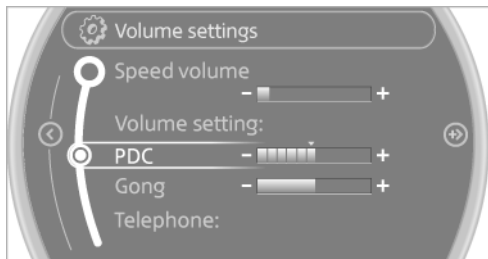 Volume settings
Speed volume
- +
Volume setting:
PDC - +
Gong - +
Telephone: